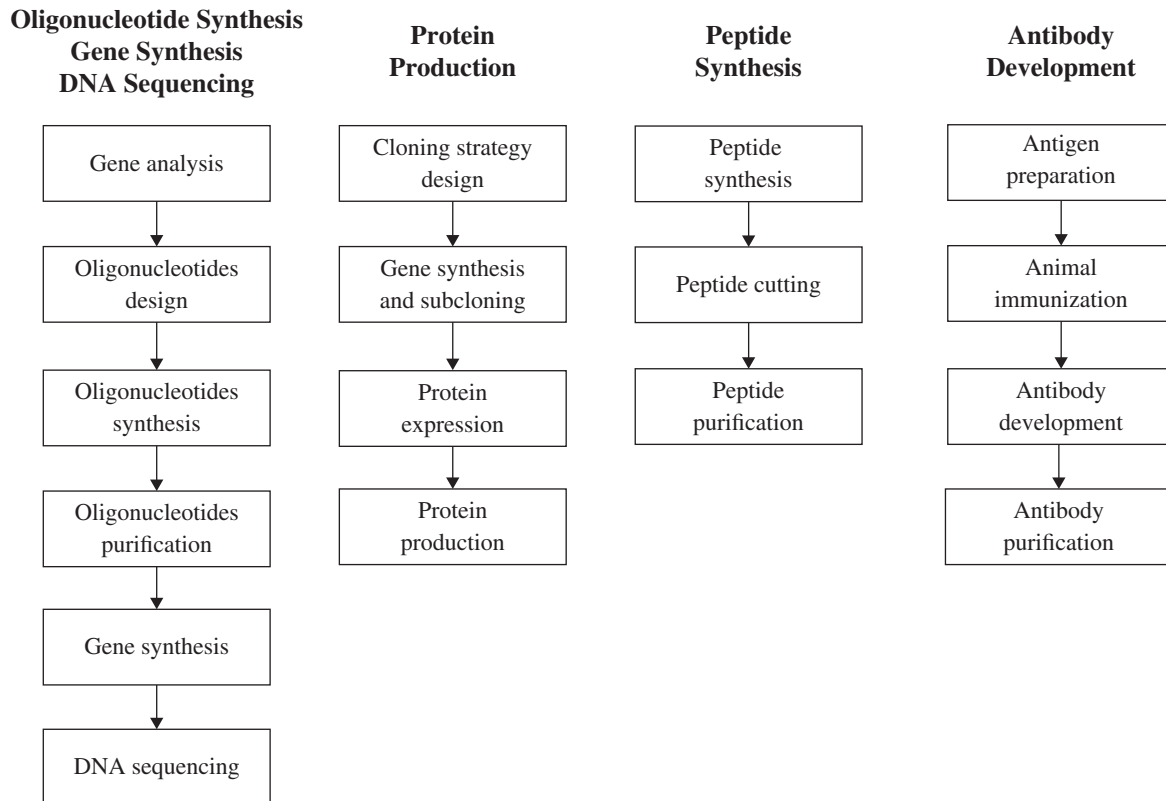 Oligonucleotide Synthesis
Gene Synthesis
DNA Sequencing
Gene analysis
Oligonucleotides
design
Oligonucleotides
synthesis
Oligonucleotides
purification
Gene synthesis
DNA sequencing
Protein
Production
Cloning strategy
design
Gene synthesis
and subcloning
Protein
expression
Protein
production
Peptide
Synthesis
Peptide
synthesis
Peptide cutting
Peptide
purification
Antibody
Development
Antigen
preparation
Animal
immunization
Antibody
development
Antibody
purification